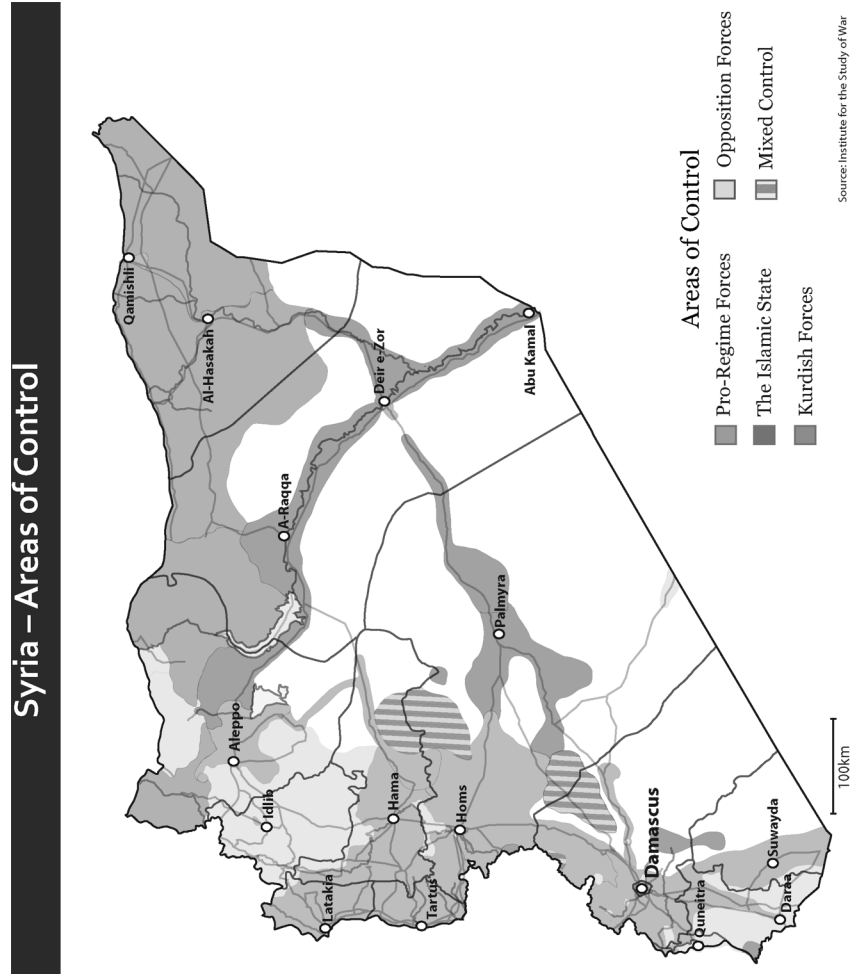 Syria – Areas of Control
Qamishli
Al-Hasakah
Deir e-Zor
Abu Kamal
A-Raqqa
Palmyra
Aleppo
Idlib
Hama
Homs
Latakia
Tartus
Damascus
Quneitra
Suwayda
Daraa
Areas of Control
Pro-Regime Forces
The Islamic State
Kurdish Forces
Opposition Forces
Mixed Control
100km
Source: Institute for the Study of War